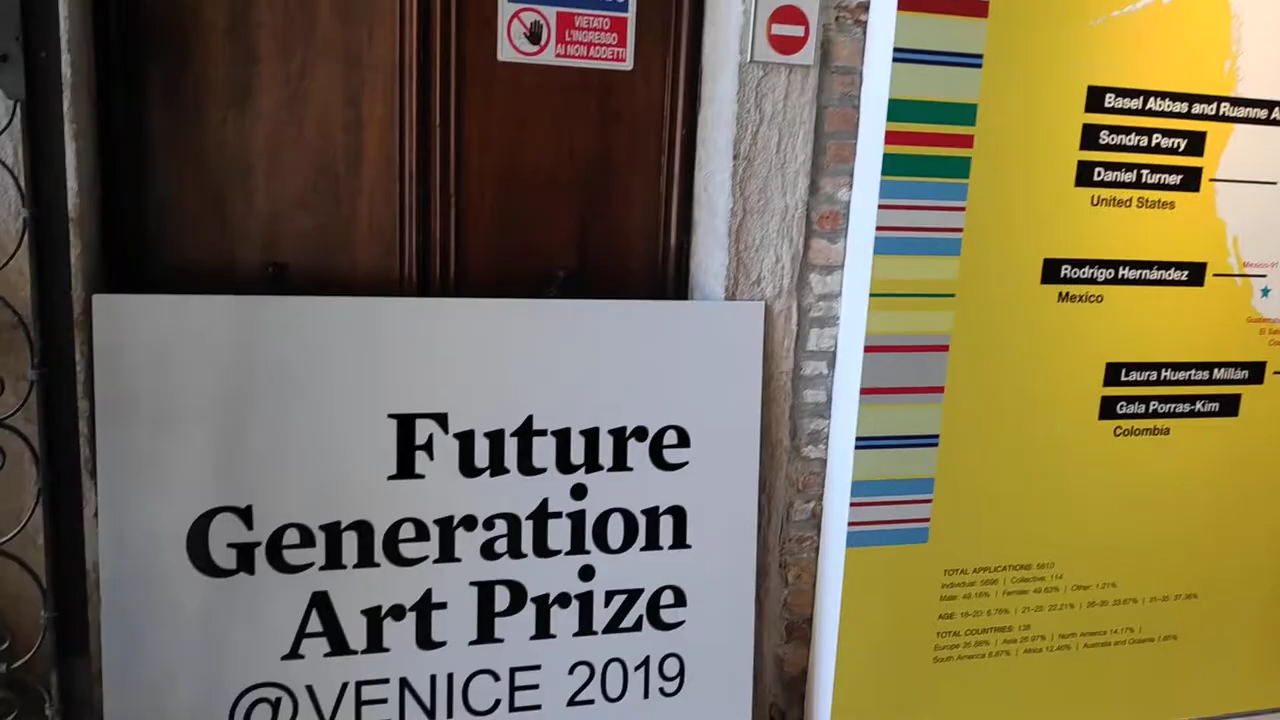 VIETATO
L'INGRESSO
AI NON ADDETTI
Future
Generation
Art Prize
@VENICE 2019
Basel Abbas and Ruanne A
Sondra Perry
Daniel Turner
United States
Rodrigo Hernández
Mexico
Laura Huertas Millán
Gala Porras-Kim
Colombia
TOTAL APPLICATIONS: 5810
Individual: 5696 | Collective: 114
Male: 49.16% | Female: 49.63% | Other: 1.21%
AGE: 18-20: 6.76% | 21-25: 22.21% | 26-30: 33.67% | 31-35: 37.36%
TOTAL COUNTRIES: 138
Europe 35.88% | Asia 28.97% | North America 14.17% |
South America 6.87% | Africa 12.46% | Australia and Oceania 1.65%